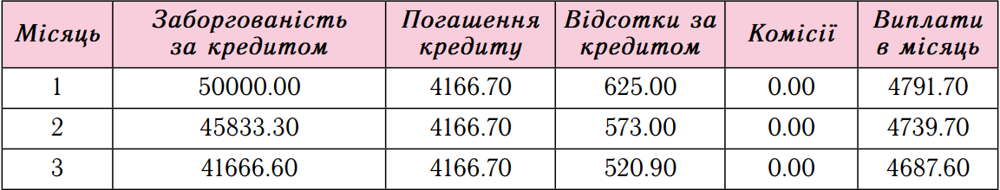 Місяць Заборгованість за кредитом Погашення кредиту Відсотки за кредитом Комісії Виплати в місяць
1 50000.00 4166.70 625.00 0.00 4791.70
2 45833.30 4166.70 573.00 0.00 4739.70
3 41666.60 4166.70 520.90 0.00 4687.60